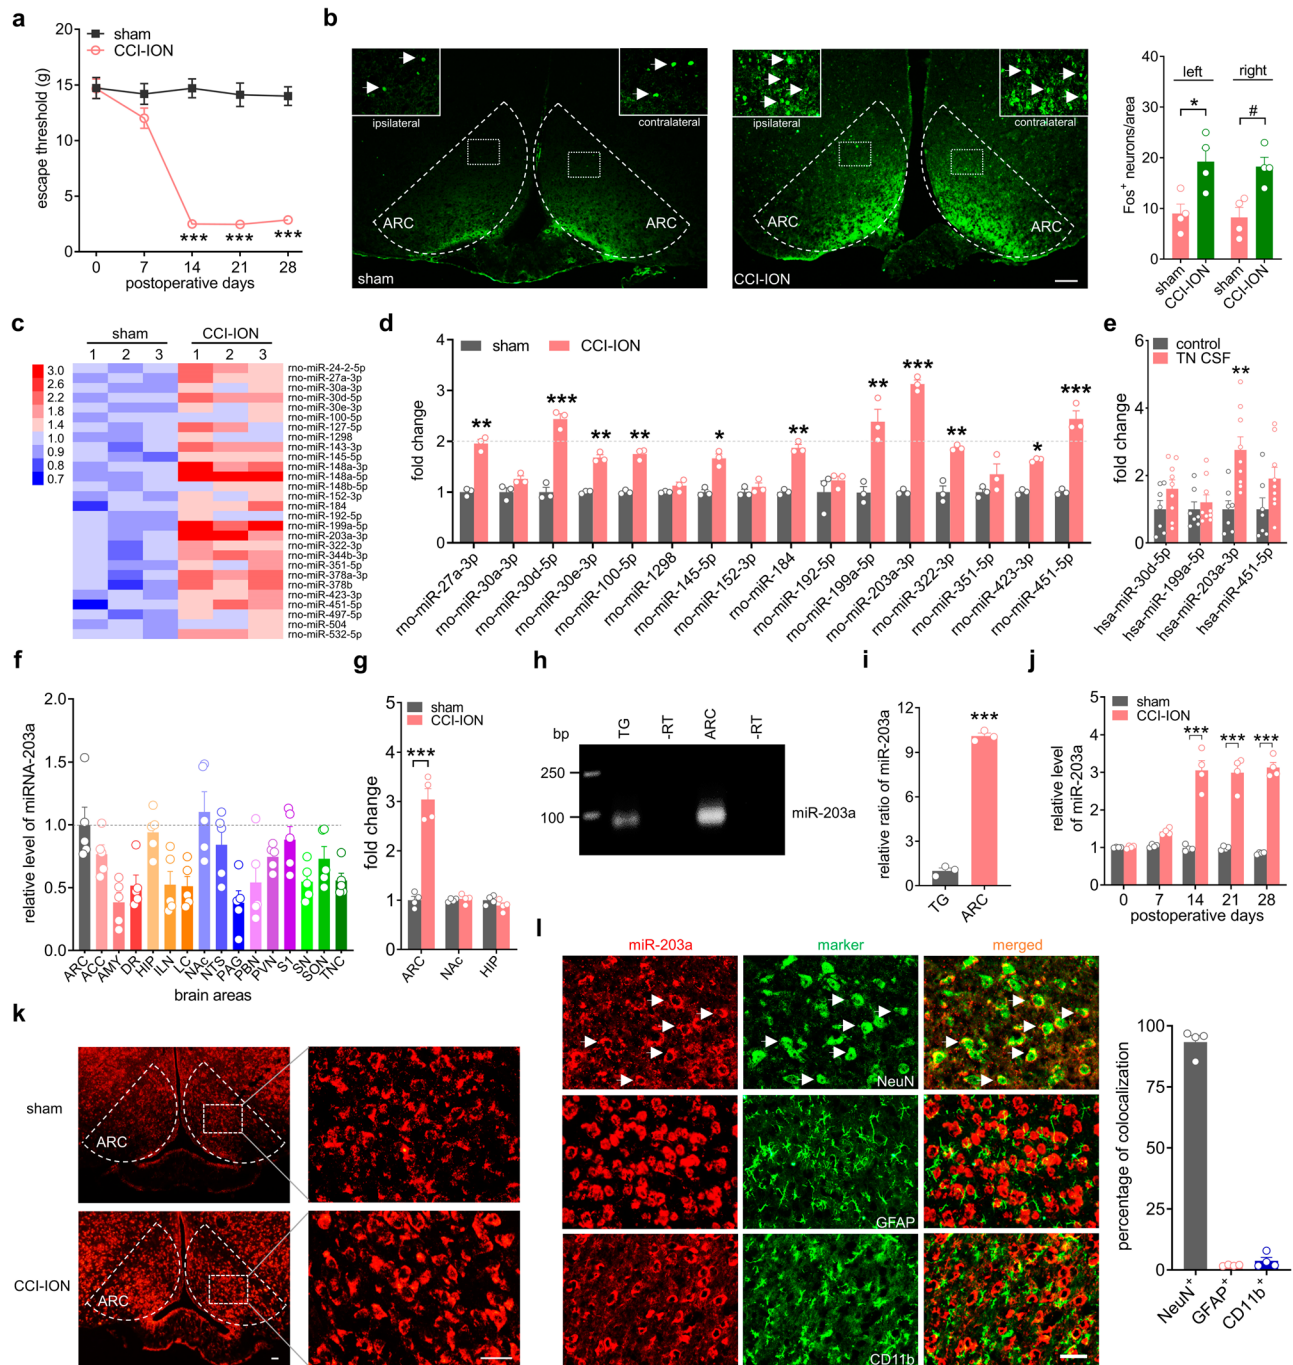 a
20
15
10
5
0
escape threshold (g)
sham
CCI-ION
***
***
***
0 7 14 21 28
postoperative days
b
ipsilateral
contralateral
ARC
ARC
sham
ipsilateral
contralateral
ARC
ARC
CCI-ION
Fos+ neurons/area
40
30
20
10
0
left right
*
#
sham
CCI-ION
sham
CCI-ION
c
sham CCI-ION
1 2 3 1 2 3
3.0
2.6
2.2
1.8
1.4
1.0
0.9
0.8
0.7
rno-miR-24-2-5p
rno-miR-27a-3p
rno-miR-30a-3p
rno-miR-30d-5p
rno-miR-30e-3p
rno-miR-100-5p
rno-miR-127-5p
rno-miR-1298
rno-miR-143-3p
rno-miR-145-5p
rno-miR-148a-3p
rno-miR-148a-5p
rno-miR-148b-5p
rno-miR-152-3p
rno-miR-184
rno-miR-192-5p
rno-miR-199a-5p
rno-miR-203a-3p
rno-miR-322-3p
rno-miR-344b-3p
rno-miR-351-5p
rno-miR-378a-3p
rno-miR-378b
rno-miR-423-3p
rno-miR-451-5p
rno-miR-497-5p
rno-miR-504
rno-miR-532-5p
d
sham CCI-ION
fold change
4
3
2
1
0
** *** ** ** * ** ** *** ** * ***
rno-miR-27a-3p
rno-miR-30a-3p
rno-miR-30d-5p
rno-miR-30e-3p
rno-miR-100-5p
rno-miR-1298
rno-miR-145-5p
rno-miR-152-3p
rno-miR-184
rno-miR-192-5p
rno-miR-199a-5p
rno-miR-203a-3p
rno-miR-322-3p
rno-miR-351-5p
rno-miR-423-3p
rno-miR-451-5p
e
control
TN CSF
fold change
6
4
2
0
**
hsa-miR-30d-5p
hsa-miR-199a-5p
hsa-miR-203a-3p
hsa-miR-451-5p
f
relative level of miRNA-203a
2.0
1.5
1.0
0.5
0.0
ARC
ACC
AMY
DR
HIP
ILN
LC
NAc
NTS
PAG
PBN
PVN
S1
SN
SON
TNC
brain areas
g
sham
CCI-ION
fold change
5
4
3
2
1
0
***
ARC
NAc
HIP
h
bp
TG
-RT
ARC
-RT
250
100
miR-203a
i
relative ratio of miR-203a
12
9
6
3
0
***
TG
ARC
j
sham
CCI-ION
relative level
of miR-203a
5
4
3
2
1
0
*** *** ***
0 7 14 21 28
postoperative days
k
sham
ARC
CCI-ION
ARC
l
miR-203a marker merged
NeuN
GFAP
CD11b
percentage of colocalization
100
75
50
25
0
NeuN+
GFAP+
CD11b+